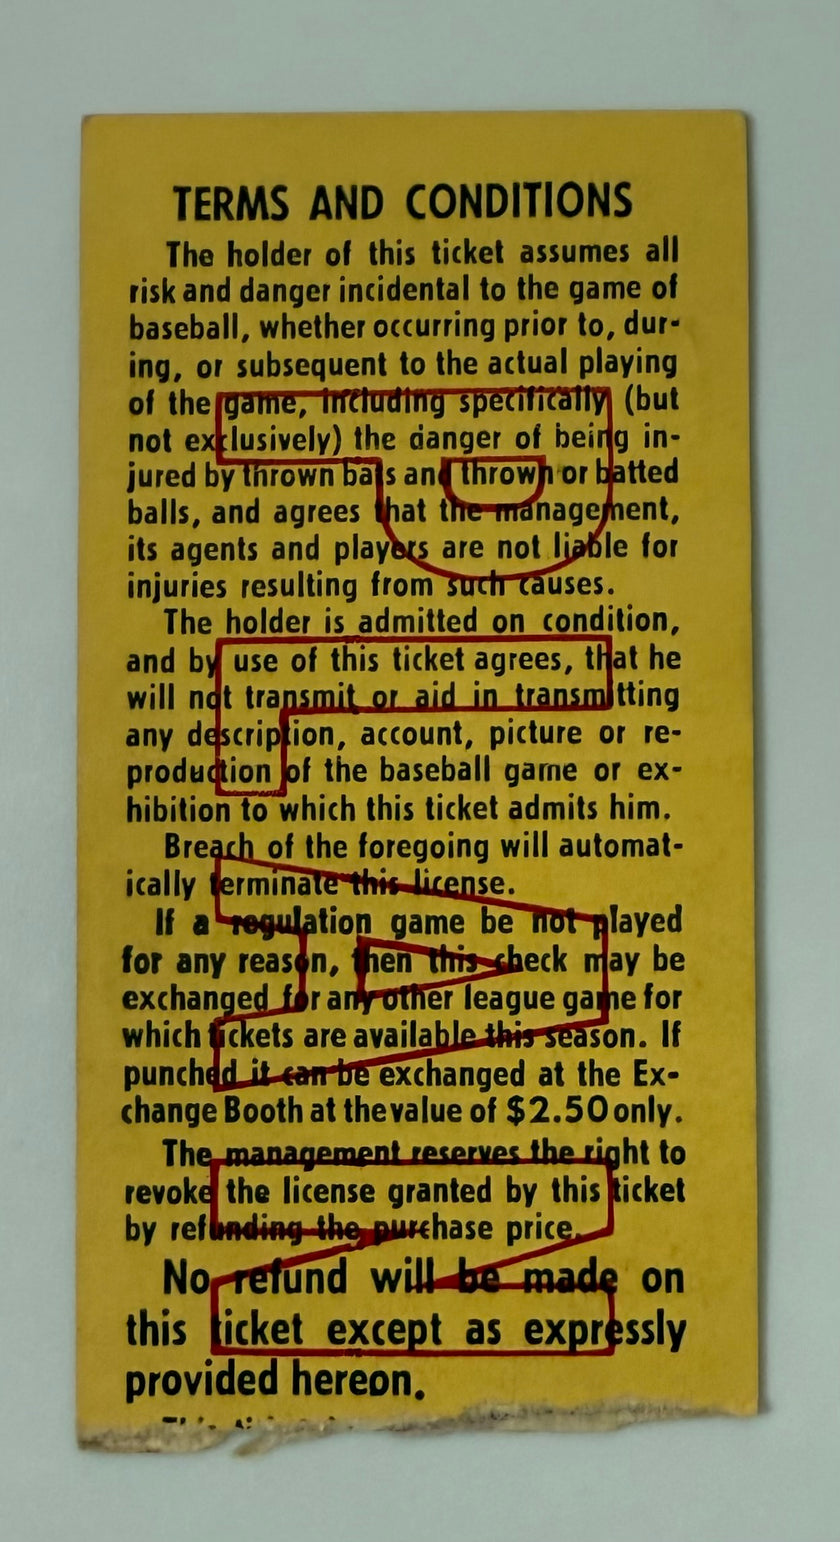 TERMS AND CONDITIONS
The holder of this ticket assumes all
risk and danger incidental to the game of
baseball, whether occurring prior to, dur-
ing, or subsequent to the actual playing
of the game, including specifically (but
not exclusively) the danger of being in-
jured by thrown bats and thrown or batted
balls, and agrees that the management,
its agents and players are not liable for
injuries resulting from such causes.
The holder is admitted on condition,
and by use of this ticket agrees, that he
will not transmit or aid in transmitting
any description, account, picture or re-
production of the baseball game or ex-
hibition to which this ticket admits him.
Breach of the foregoing will automat-
ically terminate this license.
If a regulation game be not played
for any reason, then this check may be
exchanged for any other league game for
which tickets are available this season. If
punched it can be exchanged at the Ex-
change Booth at the value of $2.50 only.
The management reserves the right to
revoke the license granted by this ticket
by refunding the purchase price.
No refund will be made on
this ticket except as expressly
provided hereon.
PLAN